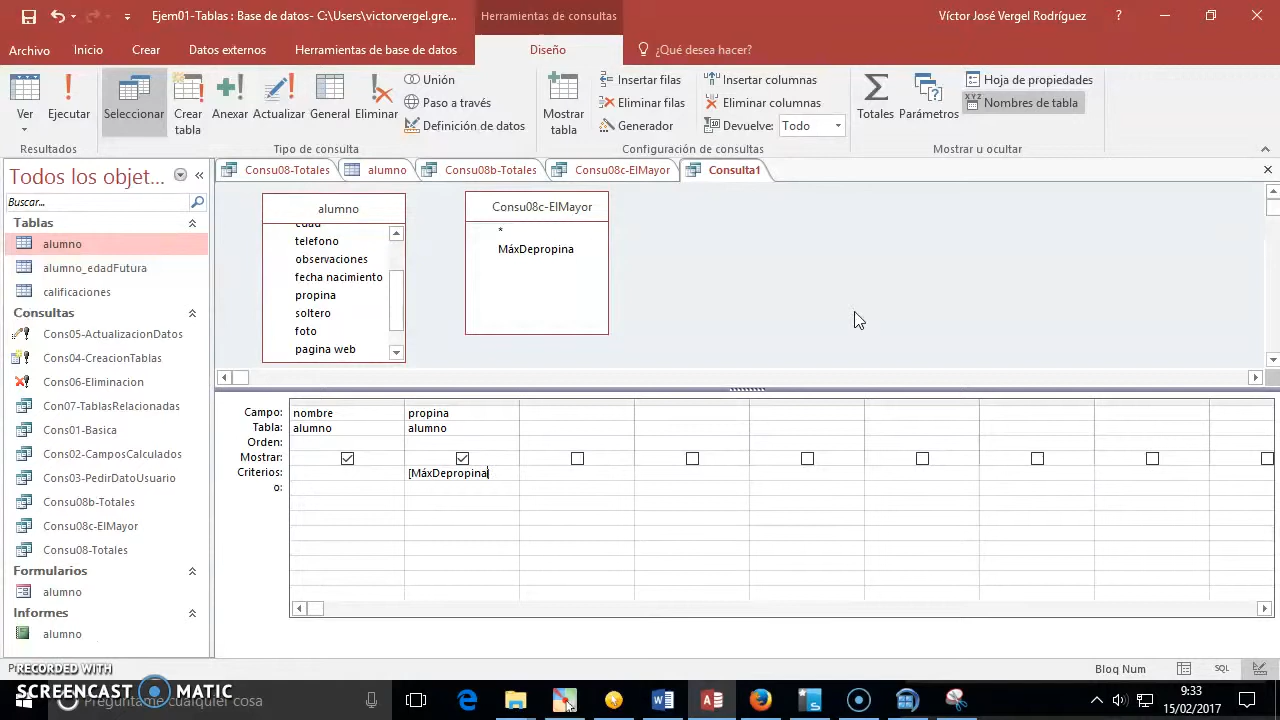 Ejem01-Tablas : Base de datos- C:\Users\victorvergel.gre...
Herramientas de consultas
Víctor José Vergel Rodríguez
?
Archivo
Inicio
Crear
Datos externos
Herramientas de base de datos
Diseño
¿Qué desea hacer?
Ver
Ejecutar
Seleccionar
Crear tabla
Anexar
Actualizar
General
Eliminar
Unión
Paso a través
Definición de datos
Mostrar tabla
Insertar filas
Eliminar filas
Generador
Insertar columnas
Eliminar columnas
Devuelve: Todo
Totales
Parámetros
Hoja de propiedades
XYZ Nombres de tabla
Resultados
Tipo de consulta
Configuración de consultas
Mostrar u ocultar
Todos los objet...
Buscar...
Tablas
alumno
alumno_edadFutura
calificaciones
Consultas
Cons05-ActualizacionDatos
Cons04-CreacionTablas
Cons06-Eliminacion
Con07-TablasRelacionadas
Cons01-Basica
Cons02-CamposCalculados
Cons03-PedirDatoUsuario
Consu08b-Totales
Consu08c-ElMayor
Consu08-Totales
Formularios
alumno
Informes
alumno
Consu08-Totales
alumno
Consu08b-Totales
Consu08c-ElMayor
Consulta1
alumno
edad
telefono
observaciones
fecha nacimiento
propina
soltero
foto
pagina web
Consu08c-ElMayor
*
MáxDepropina
Campo: nombre propina
Tabla: alumno alumno
Orden:
Mostrar:
Criterios: [MáxDepropina
o:
Bloq Num
SQL
RECORDED WITH
SCREENCAST MATIC
Pregúntame cualquier cosa
9:33
15/02/2017